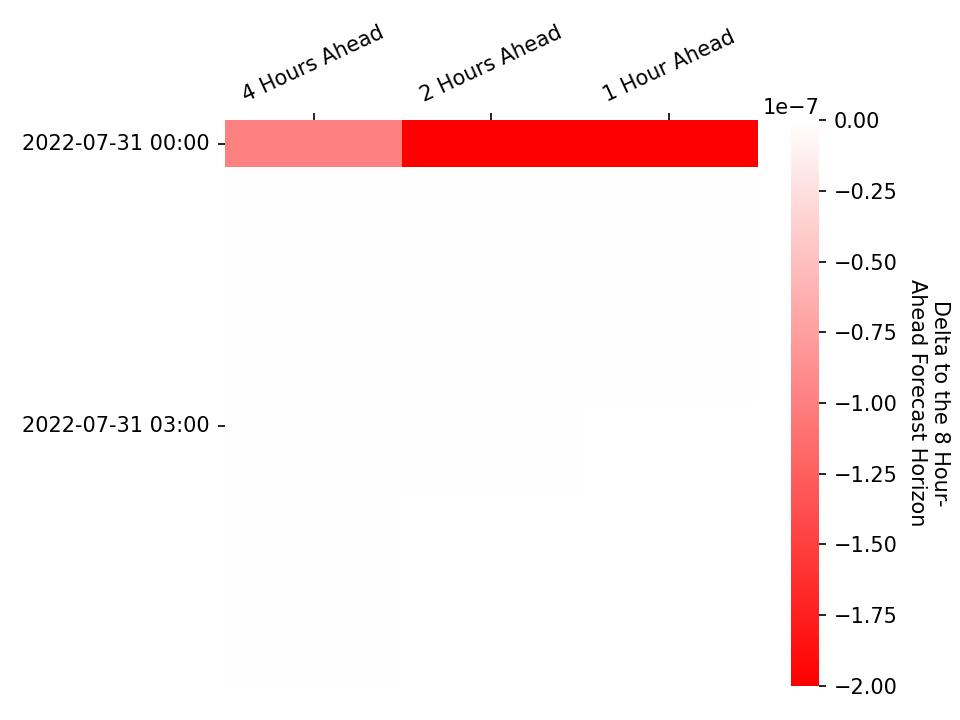 4 Hours Ahead
2 Hours Ahead
1 Hour Ahead
1e−7
2022-07-31 00:00
2022-07-31 03:00
0.00
−0.25
−0.50
−0.75
−1.00
−1.25
−1.50
−1.75
−2.00
Delta to the 8 Hour-
Ahead Forecast Horizon